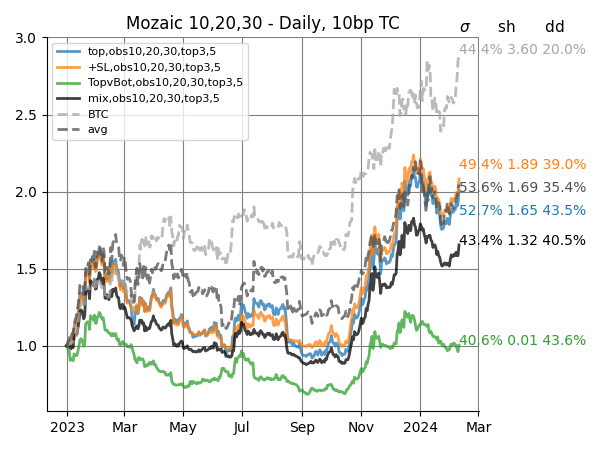 Mozaic 10,20,30 - Daily, 10bp TC
σ sh dd
top,obs10,20,30,top3,5
+SL,obs10,20,30,top3,5
TopvBot,obs10,20,30,top3,5
mix,obs10,20,30,top3,5
BTC
avg
44.4% 3.60 20.0%
49.4% 1.89 39.0%
53.6% 1.69 35.4%
52.7% 1.65 43.5%
43.4% 1.32 40.5%
40.6% 0.01 43.6%
3.0
2.5
2.0
1.5
1.0
2023 Mar May Jul Sep Nov 2024 Mar